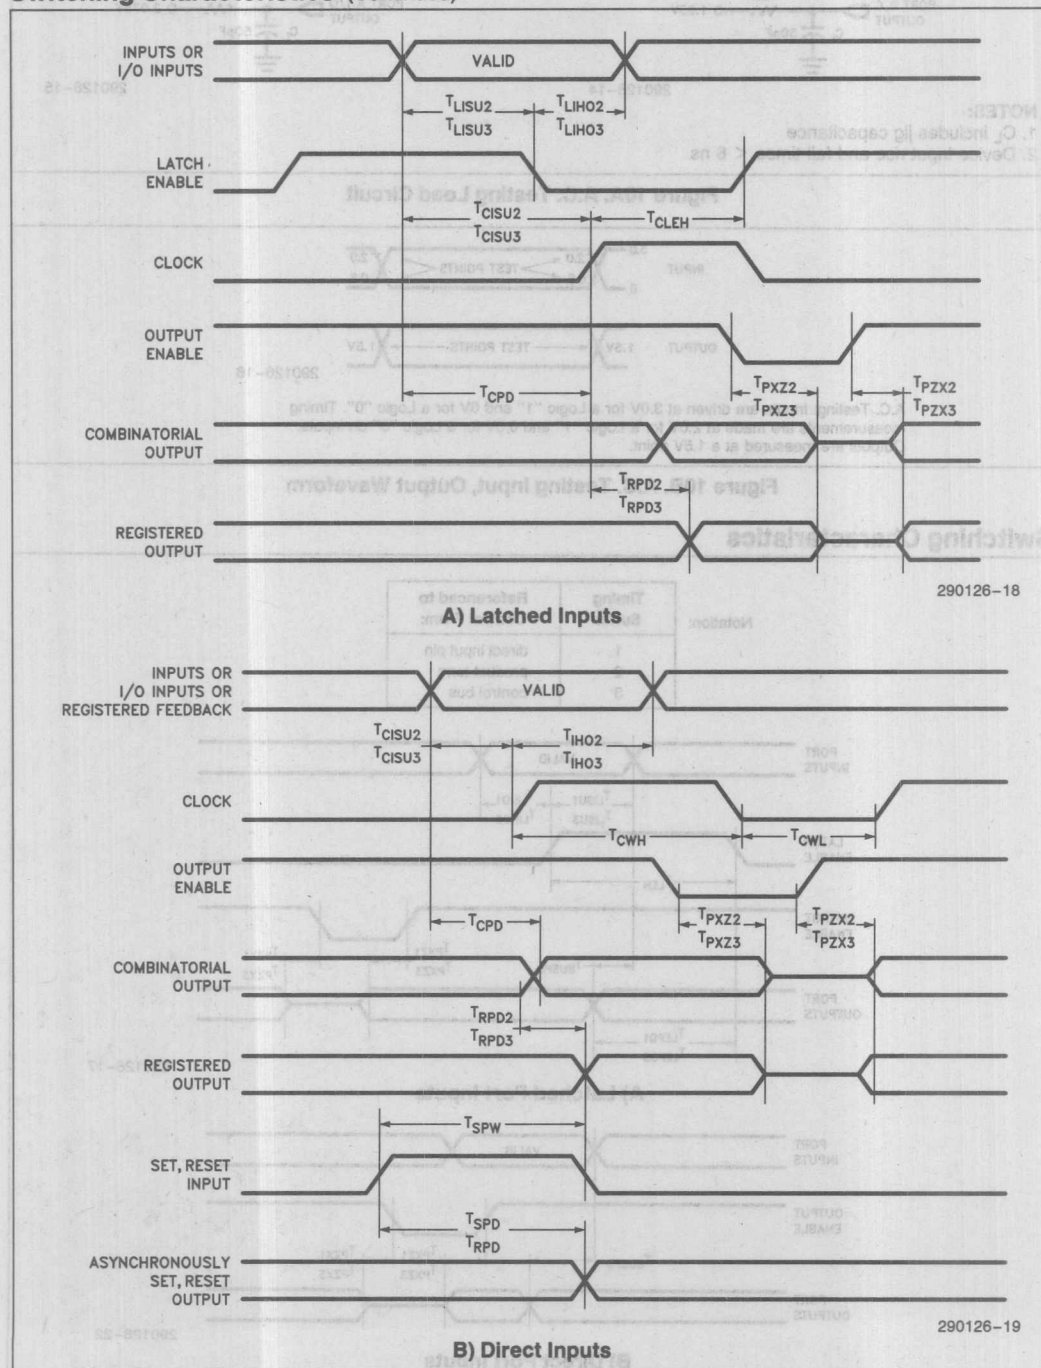 INPUTS OR
I/O INPUTS
VALID
TLISU2
TLISU3
TLIHO2
TLIHO3
LATCH
ENABLE
TCISU2
TCISU3
TCLEH
CLOCK
OUTPUT
ENABLE
TCPD
TPXZ2
TPXZ3
TPZX2
TPZX3
COMBINATORIAL
OUTPUT
TRPD2
TRPD3
REGISTERED
OUTPUT
290126-18
A) Latched Inputs
INPUTS OR
I/O INPUTS OR
REGISTERED FEEDBACK
VALID
TCISU2
TCISU3
TIHO2
TIHO3
CLOCK
TCWH
TCWL
OUTPUT
ENABLE
TCPD
TPXZ2
TPXZ3
TPZX2
TPZX3
COMBINATORIAL
OUTPUT
TRPD2
TRPD3
REGISTERED
OUTPUT
TSPW
SET, RESET
INPUT
TSPD
TRPD
ASYNCHRONOUSLY
SET, RESET
OUTPUT
290126-19
B) Direct Inputs